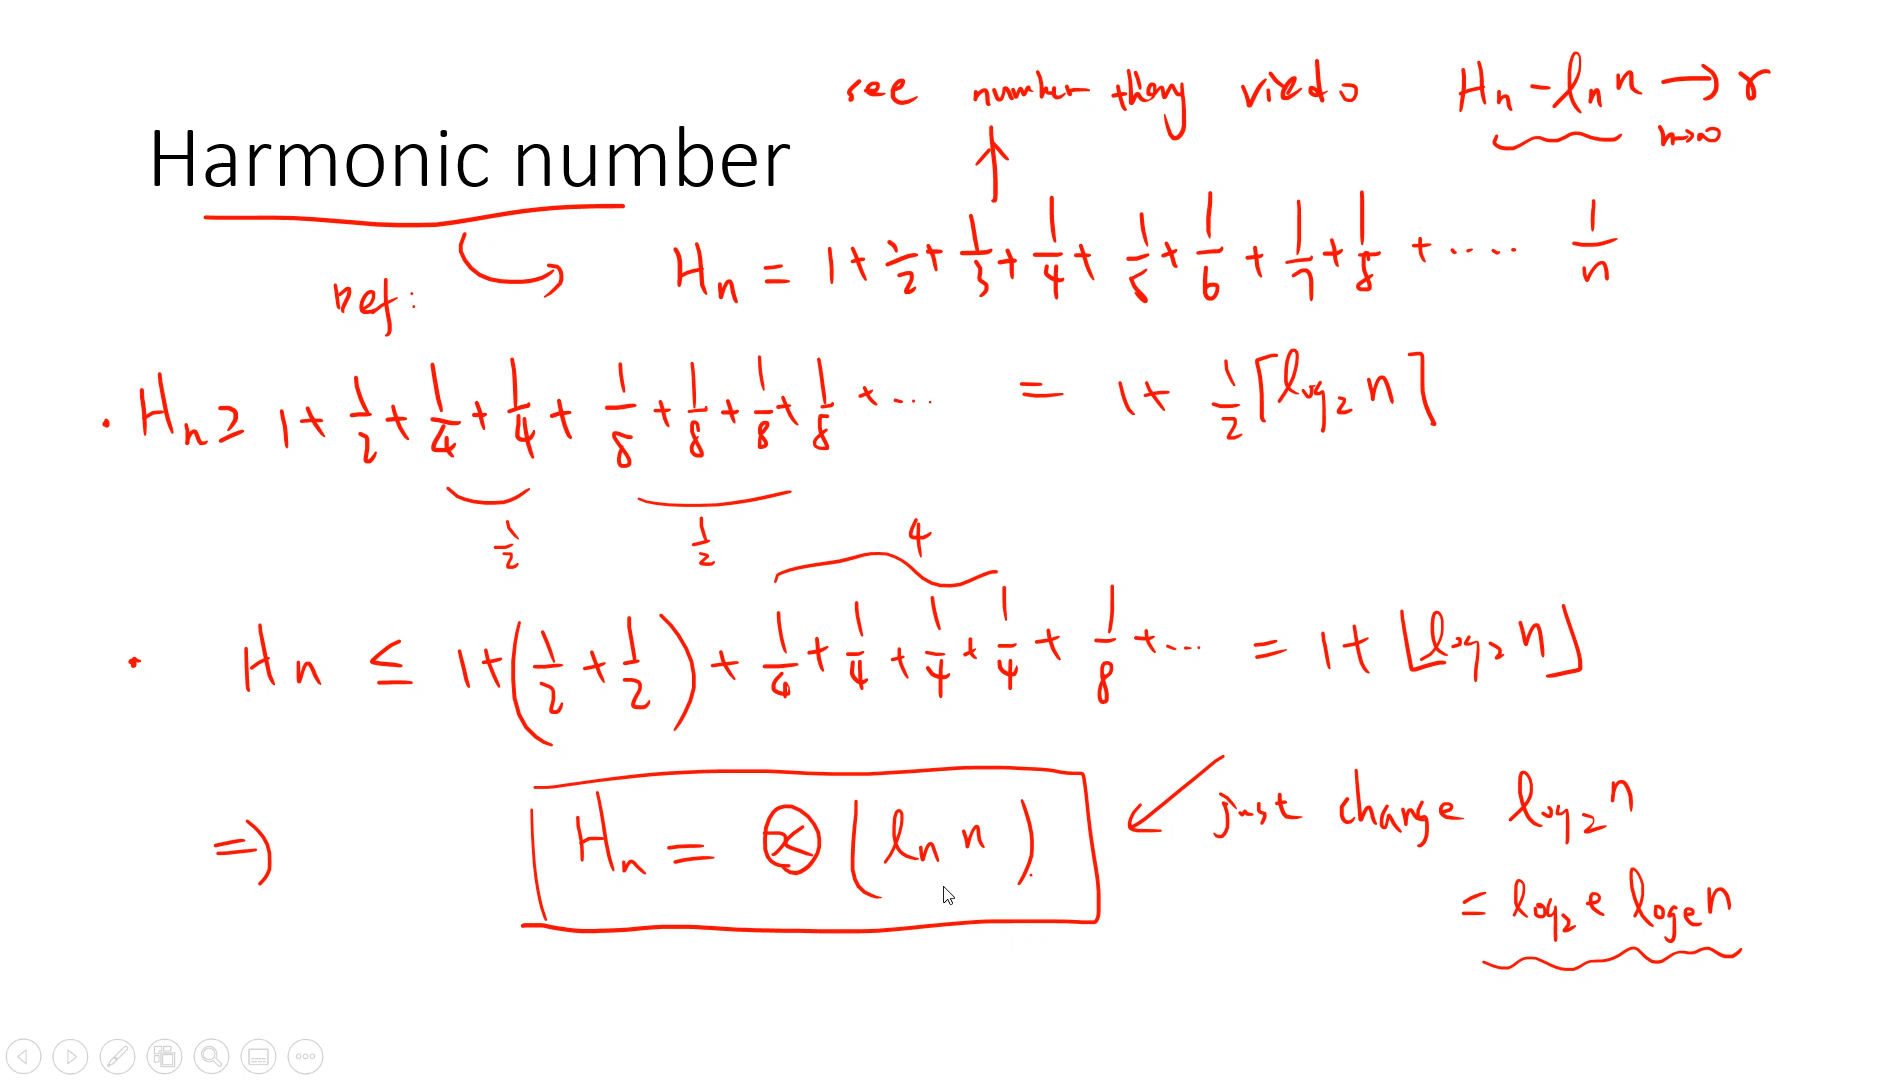 see number thory viedo Hₙ - lₙ n → r
n→∞
Harmonic number
Def:
Hₙ = 1 + 1/2 + 1/3 + 1/4 + 1/5 + 1/6 + 1/7 + 1/8 + .... 1/n
· Hₙ ≥ 1 + 1/2 + 1/4 + 1/4 + 1/8 + 1/8 + 1/8 + 1/8 + ... = 1 + 1/2 ⌈log₂ n⌉
1/2 1/2
4
· Hₙ ≤ 1 + (1/2 + 1/2) + 1/4 + 1/4 + 1/4 + 1/4 + 1/8 + ... = 1 + ⌊log₂ n⌋
⇒ Hₙ = Θ(lₙ n) ↙ just change log₂ n
= log₂ e logₑ n